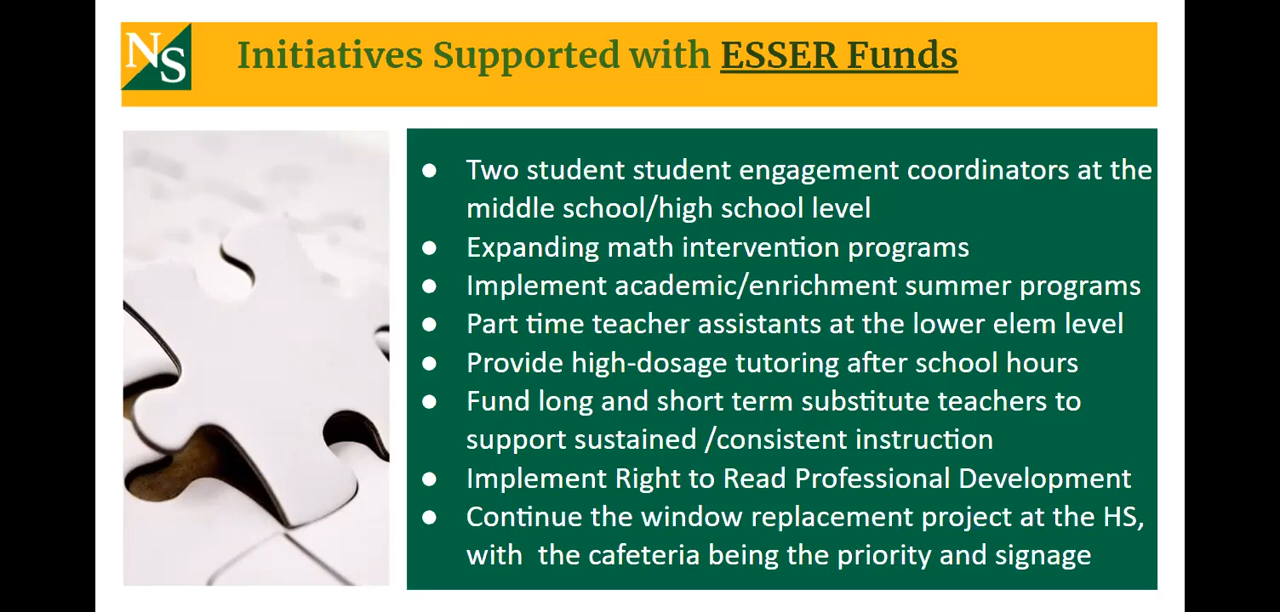 NS
Initiatives Supported with ESSER Funds
● Two student student engagement coordinators at the
middle school/high school level
● Expanding math intervention programs
● Implement academic/enrichment summer programs
● Part time teacher assistants at the lower elem level
● Provide high-dosage tutoring after school hours
● Fund long and short term substitute teachers to
support sustained /consistent instruction
● Implement Right to Read Professional Development
● Continue the window replacement project at the HS,
with  the cafeteria being the priority and signage